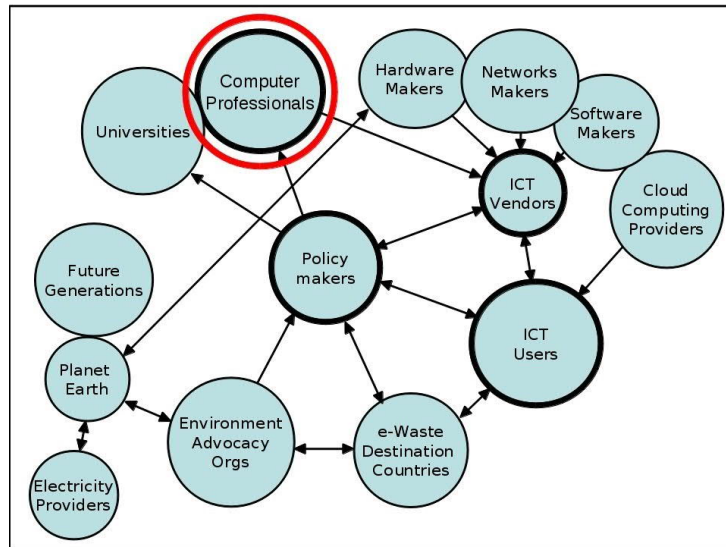 Computer
Professionals
Hardware
Makers
Networks
Makers
Universities
Software
Makers
ICT
Vendors
Cloud
Computing
Providers
Policy
makers
Future
Generations
ICT
Users
Planet
Earth
Environment
Advocacy
Orgs
e-Waste
Destination
Countries
Electricity
Providers